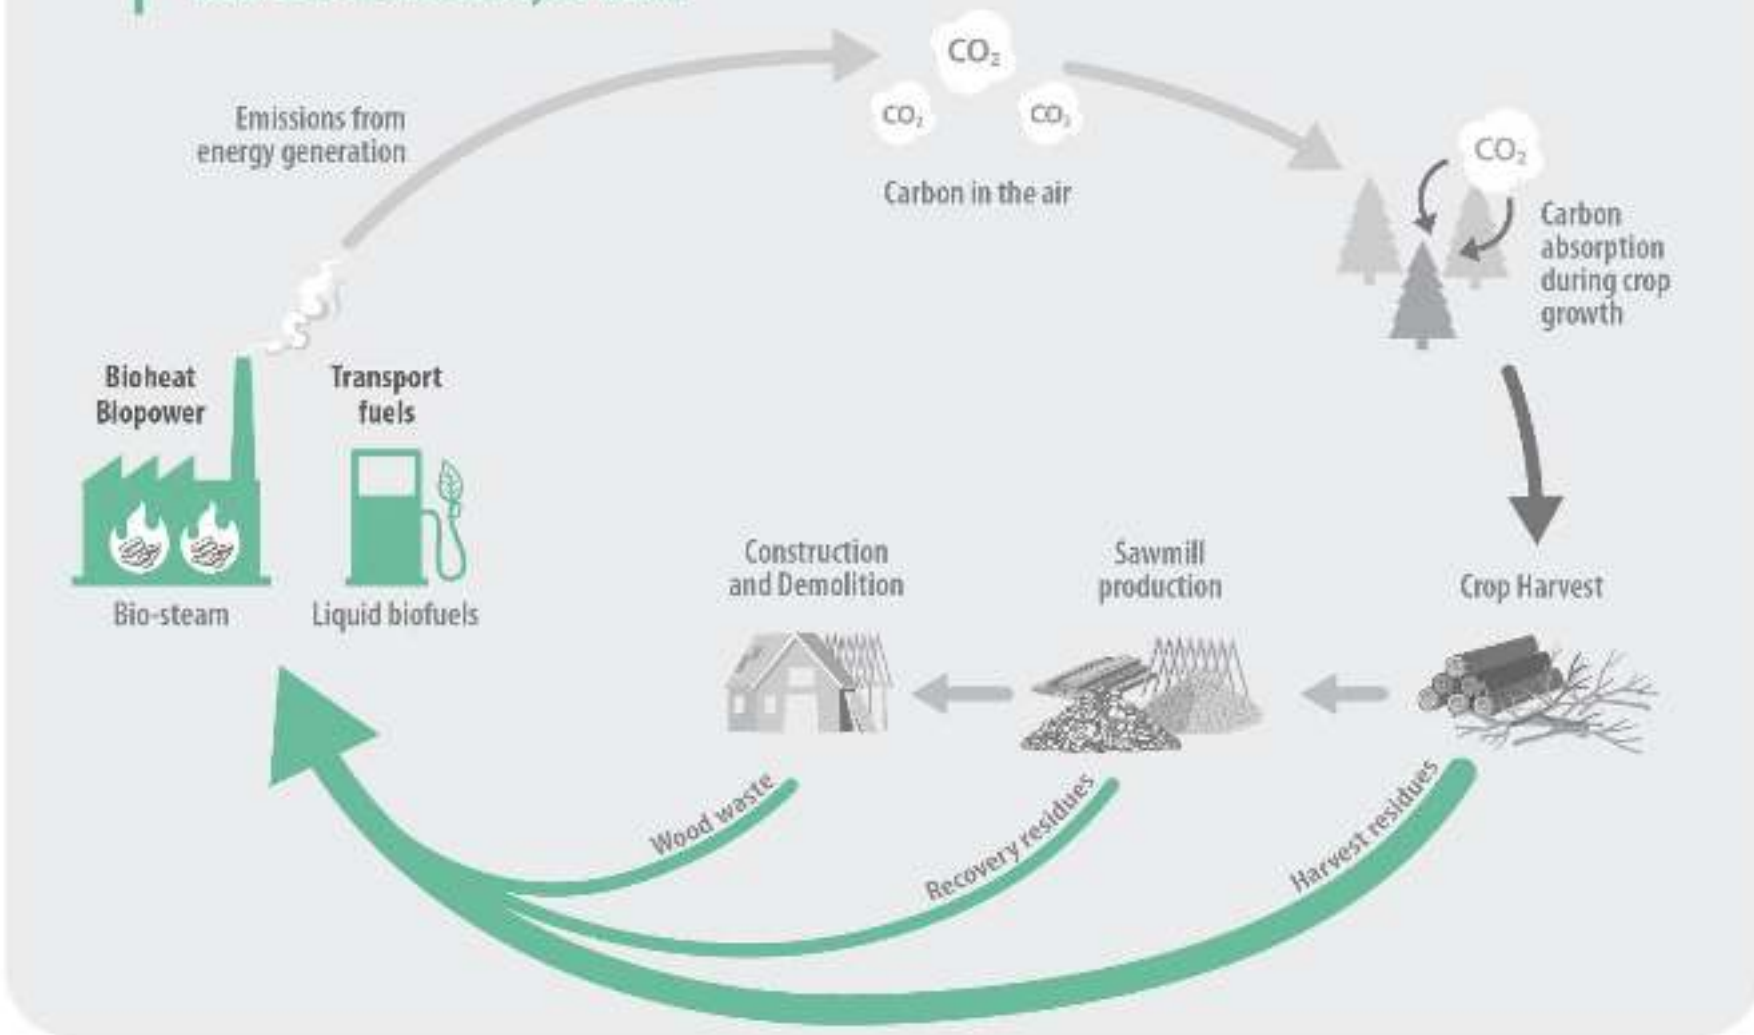 CO₂
CO₂
CO₂
Carbon in the air
Emissions from
energy generation
CO₂
Carbon
absorption
during crop
growth
Bioheat
Biopower
Transport
fuels
Bio-steam
Liquid biofuels
Construction
and Demolition
Sawmill
production
Crop Harvest
Wood waste
Recovery residues
Harvest residues